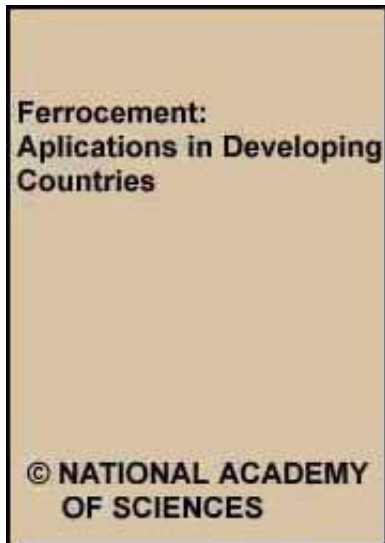 Ferrocement:
Aplications in Developing
Countries
© NATIONAL ACADEMY
OF SCIENCES